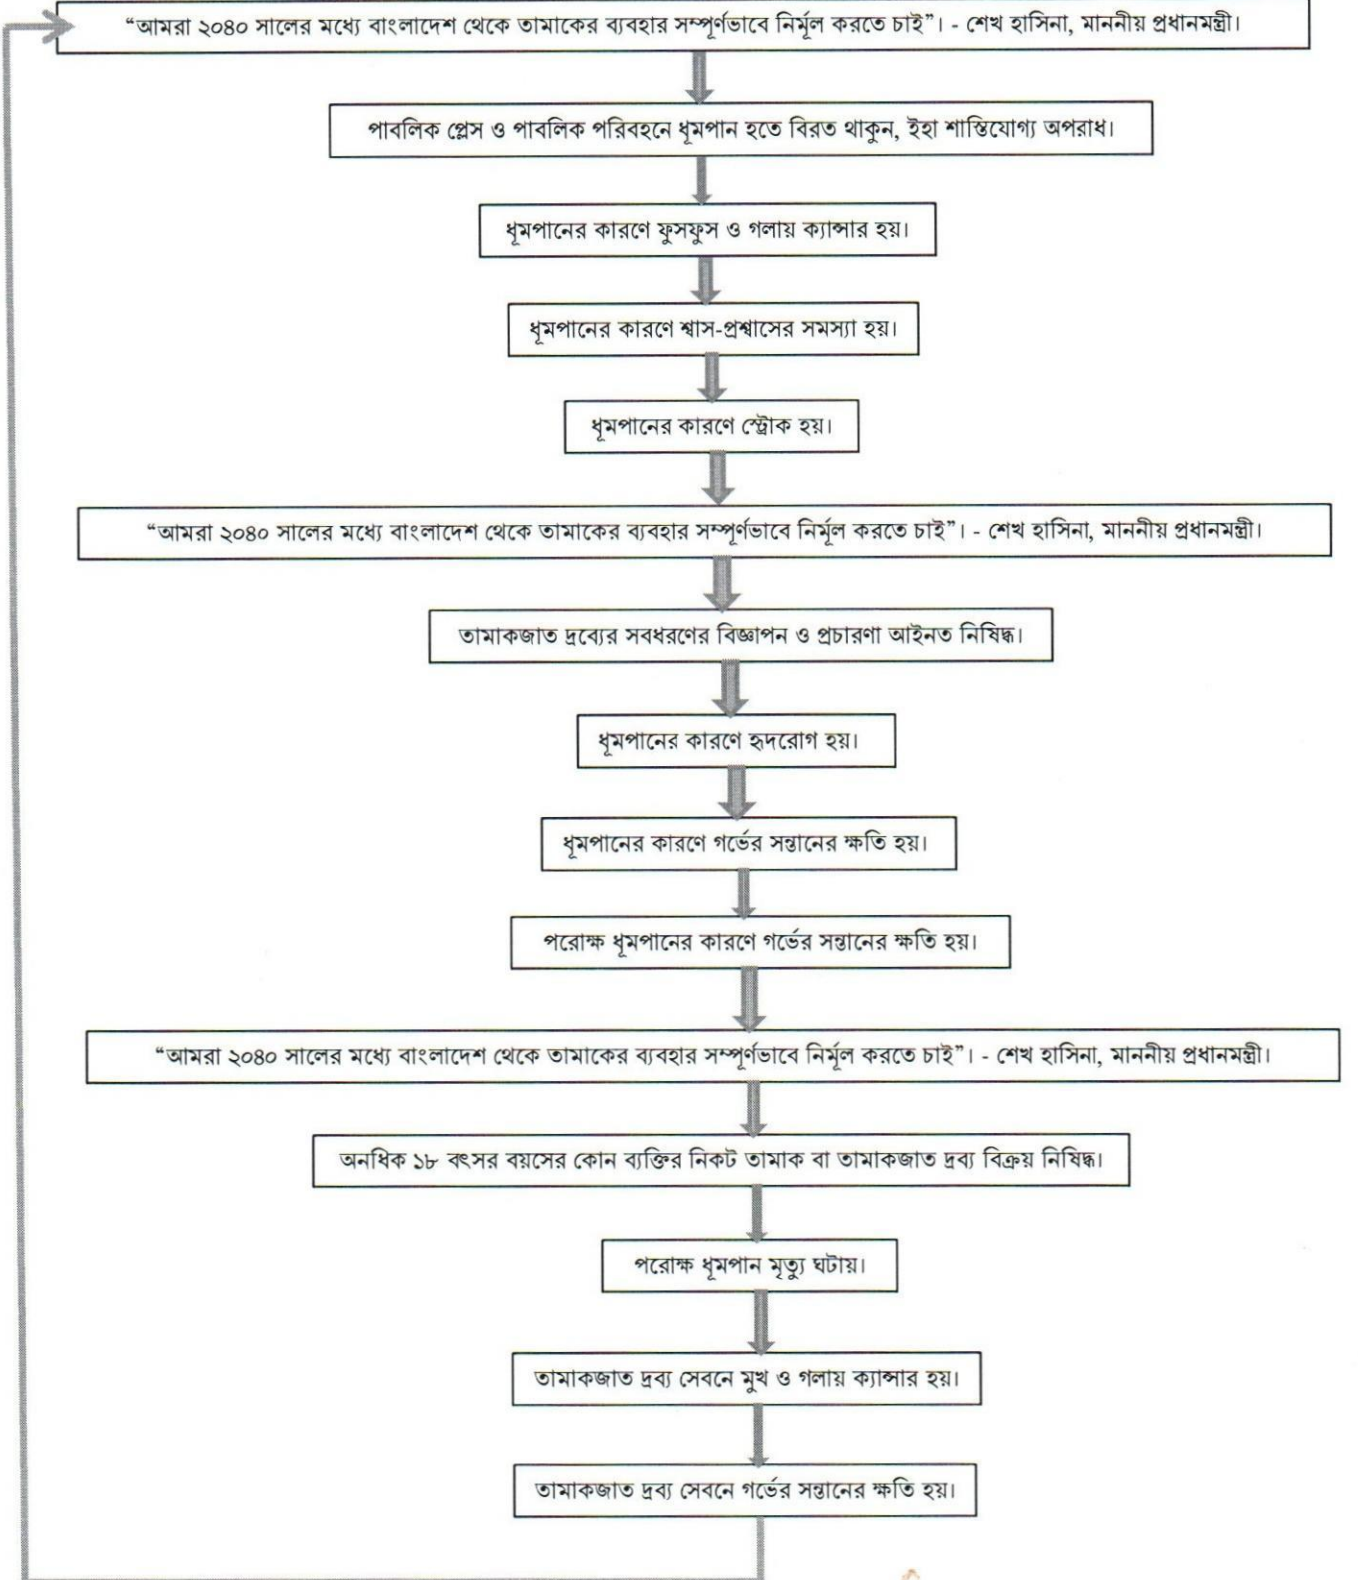 “আমরা ২০৪০ সালের মধ্যে বাংলাদেশ থেকে তামাকের ব্যবহার সম্পূর্ণভাবে নির্মূল করতে চাই”। - শেখ হাসিনা, মাননীয় প্রধানমন্ত্রী।
পাবলিক প্লেস ও পাবলিক পরিবহনে ধূমপান হতে বিরত থাকুন, ইহা শাস্তিযোগ্য অপরাধ।
ধূমপানের কারণে ফুসফুস ও গলায় ক্যান্সার হয়।
ধূমপানের কারণে শ্বাস-প্রশ্বাসের সমস্যা হয়।
ধূমপানের কারণে স্ট্রোক হয়।
“আমরা ২০৪০ সালের মধ্যে বাংলাদেশ থেকে তামাকের ব্যবহার সম্পূর্ণভাবে নির্মূল করতে চাই”। - শেখ হাসিনা, মাননীয় প্রধানমন্ত্রী।
তামাকজাত দ্রব্যের সবধরণের বিজ্ঞাপন ও প্রচারণা আইনত নিষিদ্ধ।
ধূমপানের কারণে হৃদরোগ হয়।
ধূমপানের কারণে গর্ভের সন্তানের ক্ষতি হয়।
পরোক্ষ ধূমপানের কারণে গর্ভের সন্তানের ক্ষতি হয়।
“আমরা ২০৪০ সালের মধ্যে বাংলাদেশ থেকে তামাকের ব্যবহার সম্পূর্ণভাবে নির্মূল করতে চাই”। - শেখ হাসিনা, মাননীয় প্রধানমন্ত্রী।
অনধিক ১৮ বৎসর বয়সের কোন ব্যক্তির নিকট তামাক বা তামাকজাত দ্রব্য বিক্রয় নিষিদ্ধ।
পরোক্ষ ধূমপান মৃত্যু ঘটায়।
তামাকজাত দ্রব্য সেবনে মুখ ও গলায় ক্যান্সার হয়।
তামাকজাত দ্রব্য সেবনে গর্ভের সন্তানের ক্ষতি হয়।